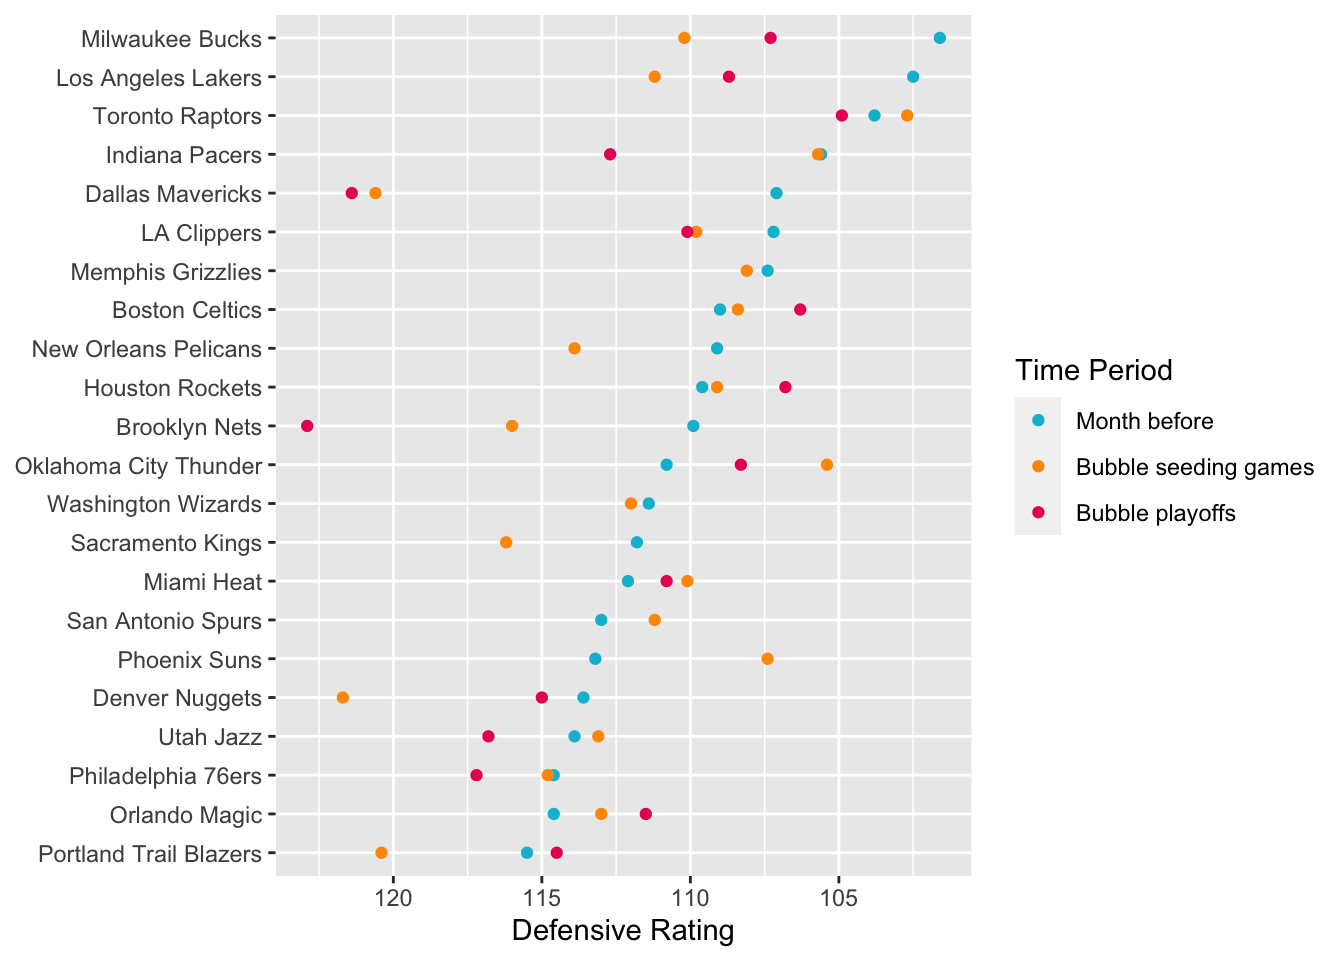 Milwaukee Bucks
Los Angeles Lakers
Toronto Raptors
Indiana Pacers
Dallas Mavericks
LA Clippers
Memphis Grizzlies
Boston Celtics
New Orleans Pelicans
Houston Rockets
Brooklyn Nets
Oklahoma City Thunder
Washington Wizards
Sacramento Kings
Miami Heat
San Antonio Spurs
Phoenix Suns
Denver Nuggets
Utah Jazz
Philadelphia 76ers
Orlando Magic
Portland Trail Blazers
120 115 110 105
Defensive Rating
Time Period
Month before
Bubble seeding games
Bubble playoffs